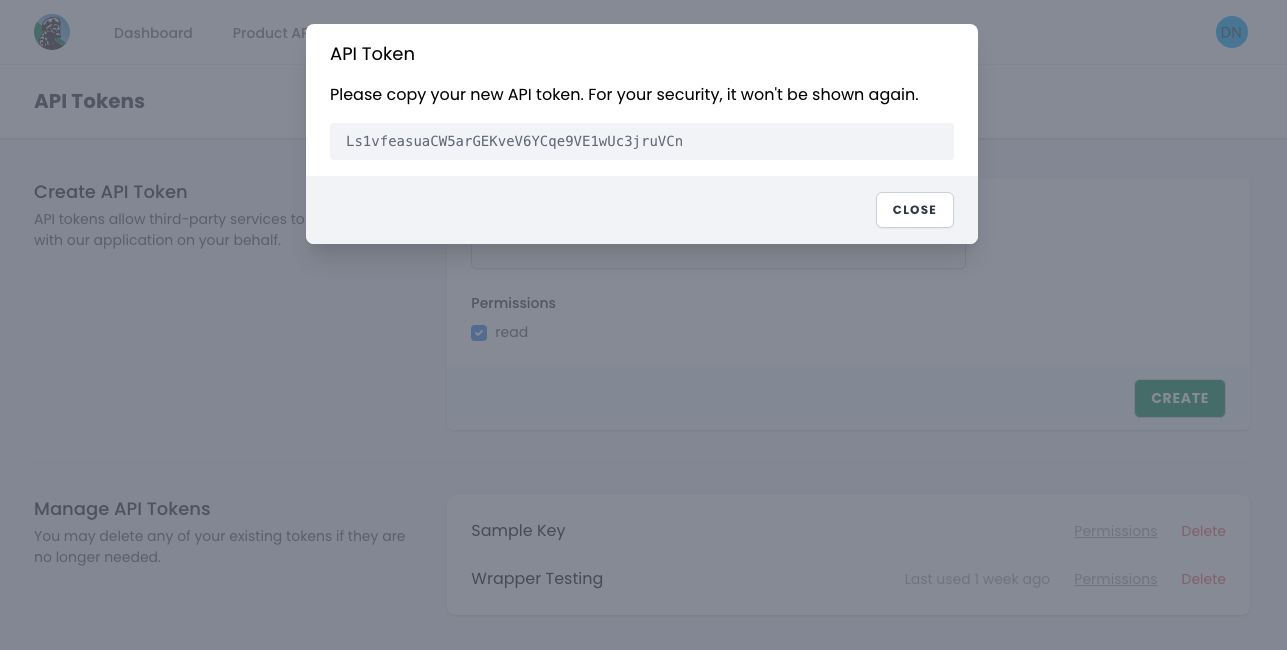 Dashboard
Product AP
DN
API Tokens
API Token
Please copy your new API token. For your security, it won't be shown again.
Ls1vfeasuaCW5arGEKveV6YCqe9VE1wUc3jruVCn
CLOSE
Create API Token
API tokens allow third-party services to
with our application on your behalf.
Permissions
read
CREATE
Manage API Tokens
You may delete any of your existing tokens if they are
no longer needed.
Sample Key
Permissions
Delete
Wrapper Testing
Last used 1 week ago
Permissions
Delete